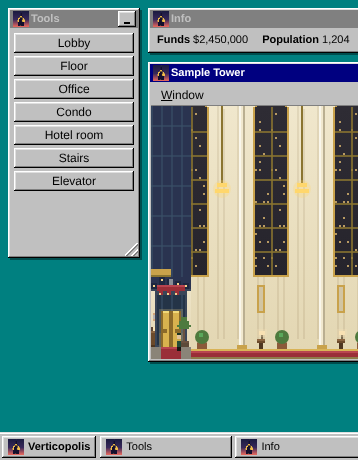 Tools
Lobby
Floor
Office
Condo
Hotel room
Stairs
Elevator
Info
Funds $2,450,000 Population 1,204
Sample Tower
Window
Verticopolis
Tools
Info